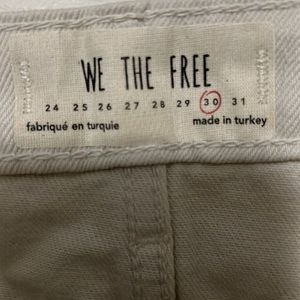 WE THE FREE
24 25 26 27 28 29 30 31
fabriqué en turquie made in turkey